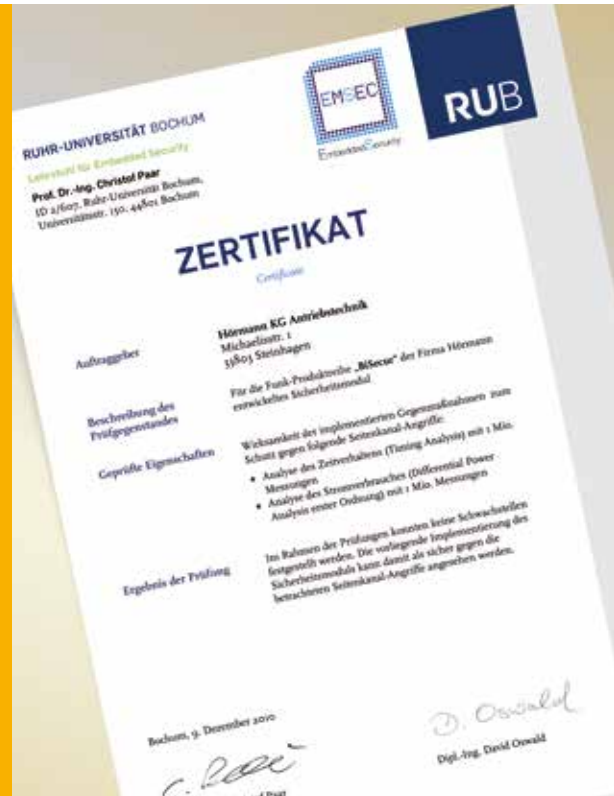 RUHR-UNIVERSITÄT BOCHUM
Lehrstuhl für Embedded Security
Prof. Dr.-Ing. Christof Paar
ID 2/607, Ruhr-Universität Bochum,
Universitätsstr. 150, 44801 Bochum
EMSEC
Embedded Security
RUB
ZERTIFIKAT
Certificate
Auftraggeber
Hörmann KG Antriebstechnik
Michaelisstr. 1
33803 Steinhagen
Beschreibung des
Prüfgegenstandes
Für die Funk-Produktreihe „BiSecur" der Firma Hörmann
entwickeltes Sicherheitsmodul
Geprüfte Eigenschaften
Wirksamkeit des implementierten Gegenmaßnahmen zum
Schutz gegen folgende Seitenkanal-Angriffe:
• Analyse des Zeitverhaltens (Timing Analysis) mit 1 Mio.
Messungen
• Analyse des Stromverbrauches (Differential Power
Analysis erster Ordnung) mit 1 Mio. Messungen
Ergebnis der Prüfung
Im Rahmen der Prüfungen konnten keine Schwachstellen
festgestellt werden. Die vorliegende Implementierung des
Sicherheitsmoduls kann damit als sicher gegen die
betrachteten Seitenkanal-Angriffe angesehen werden.
Bochum, 9. Dezember 2010
D. Oswald
Dipl.-Ing. David Oswald
Paar